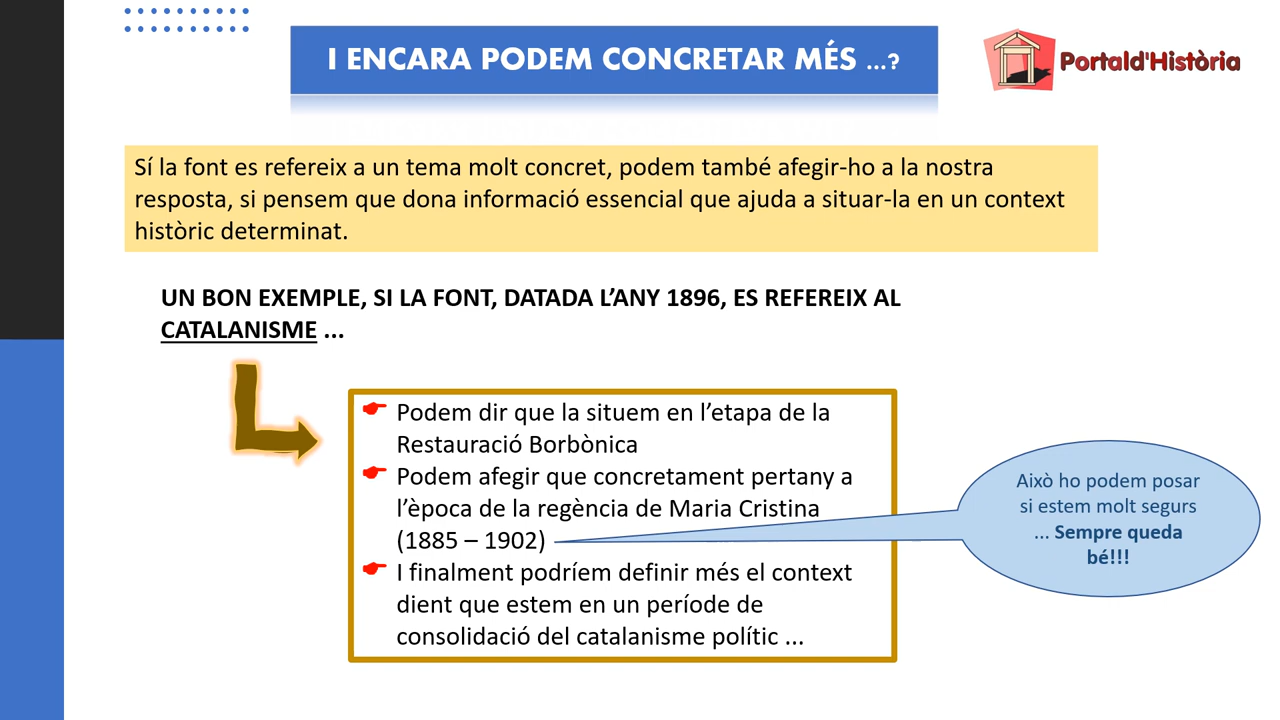 I ENCARA PODEM CONCRETAR MÉS ...?
Portald'Història
Sí la font es refereix a un tema molt concret, podem també afegir-ho a la nostra
resposta, si pensem que dona informació essencial que ajuda a situar-la en un context
històric determinat.
UN BON EXEMPLE, SI LA FONT, DATADA L’ANY 1896, ES REFEREIX AL
CATALANISME ...
Podem dir que la situem en l’etapa de la
Restauració Borbònica
Podem afegir que concretament pertany a
l’època de la regència de Maria Cristina
(1885 – 1902)
I finalment podríem definir més el context
dient que estem en un període de
consolidació del catalanisme polític ...
Això ho podem posar
si estem molt segurs
... Sempre queda
bé!!!